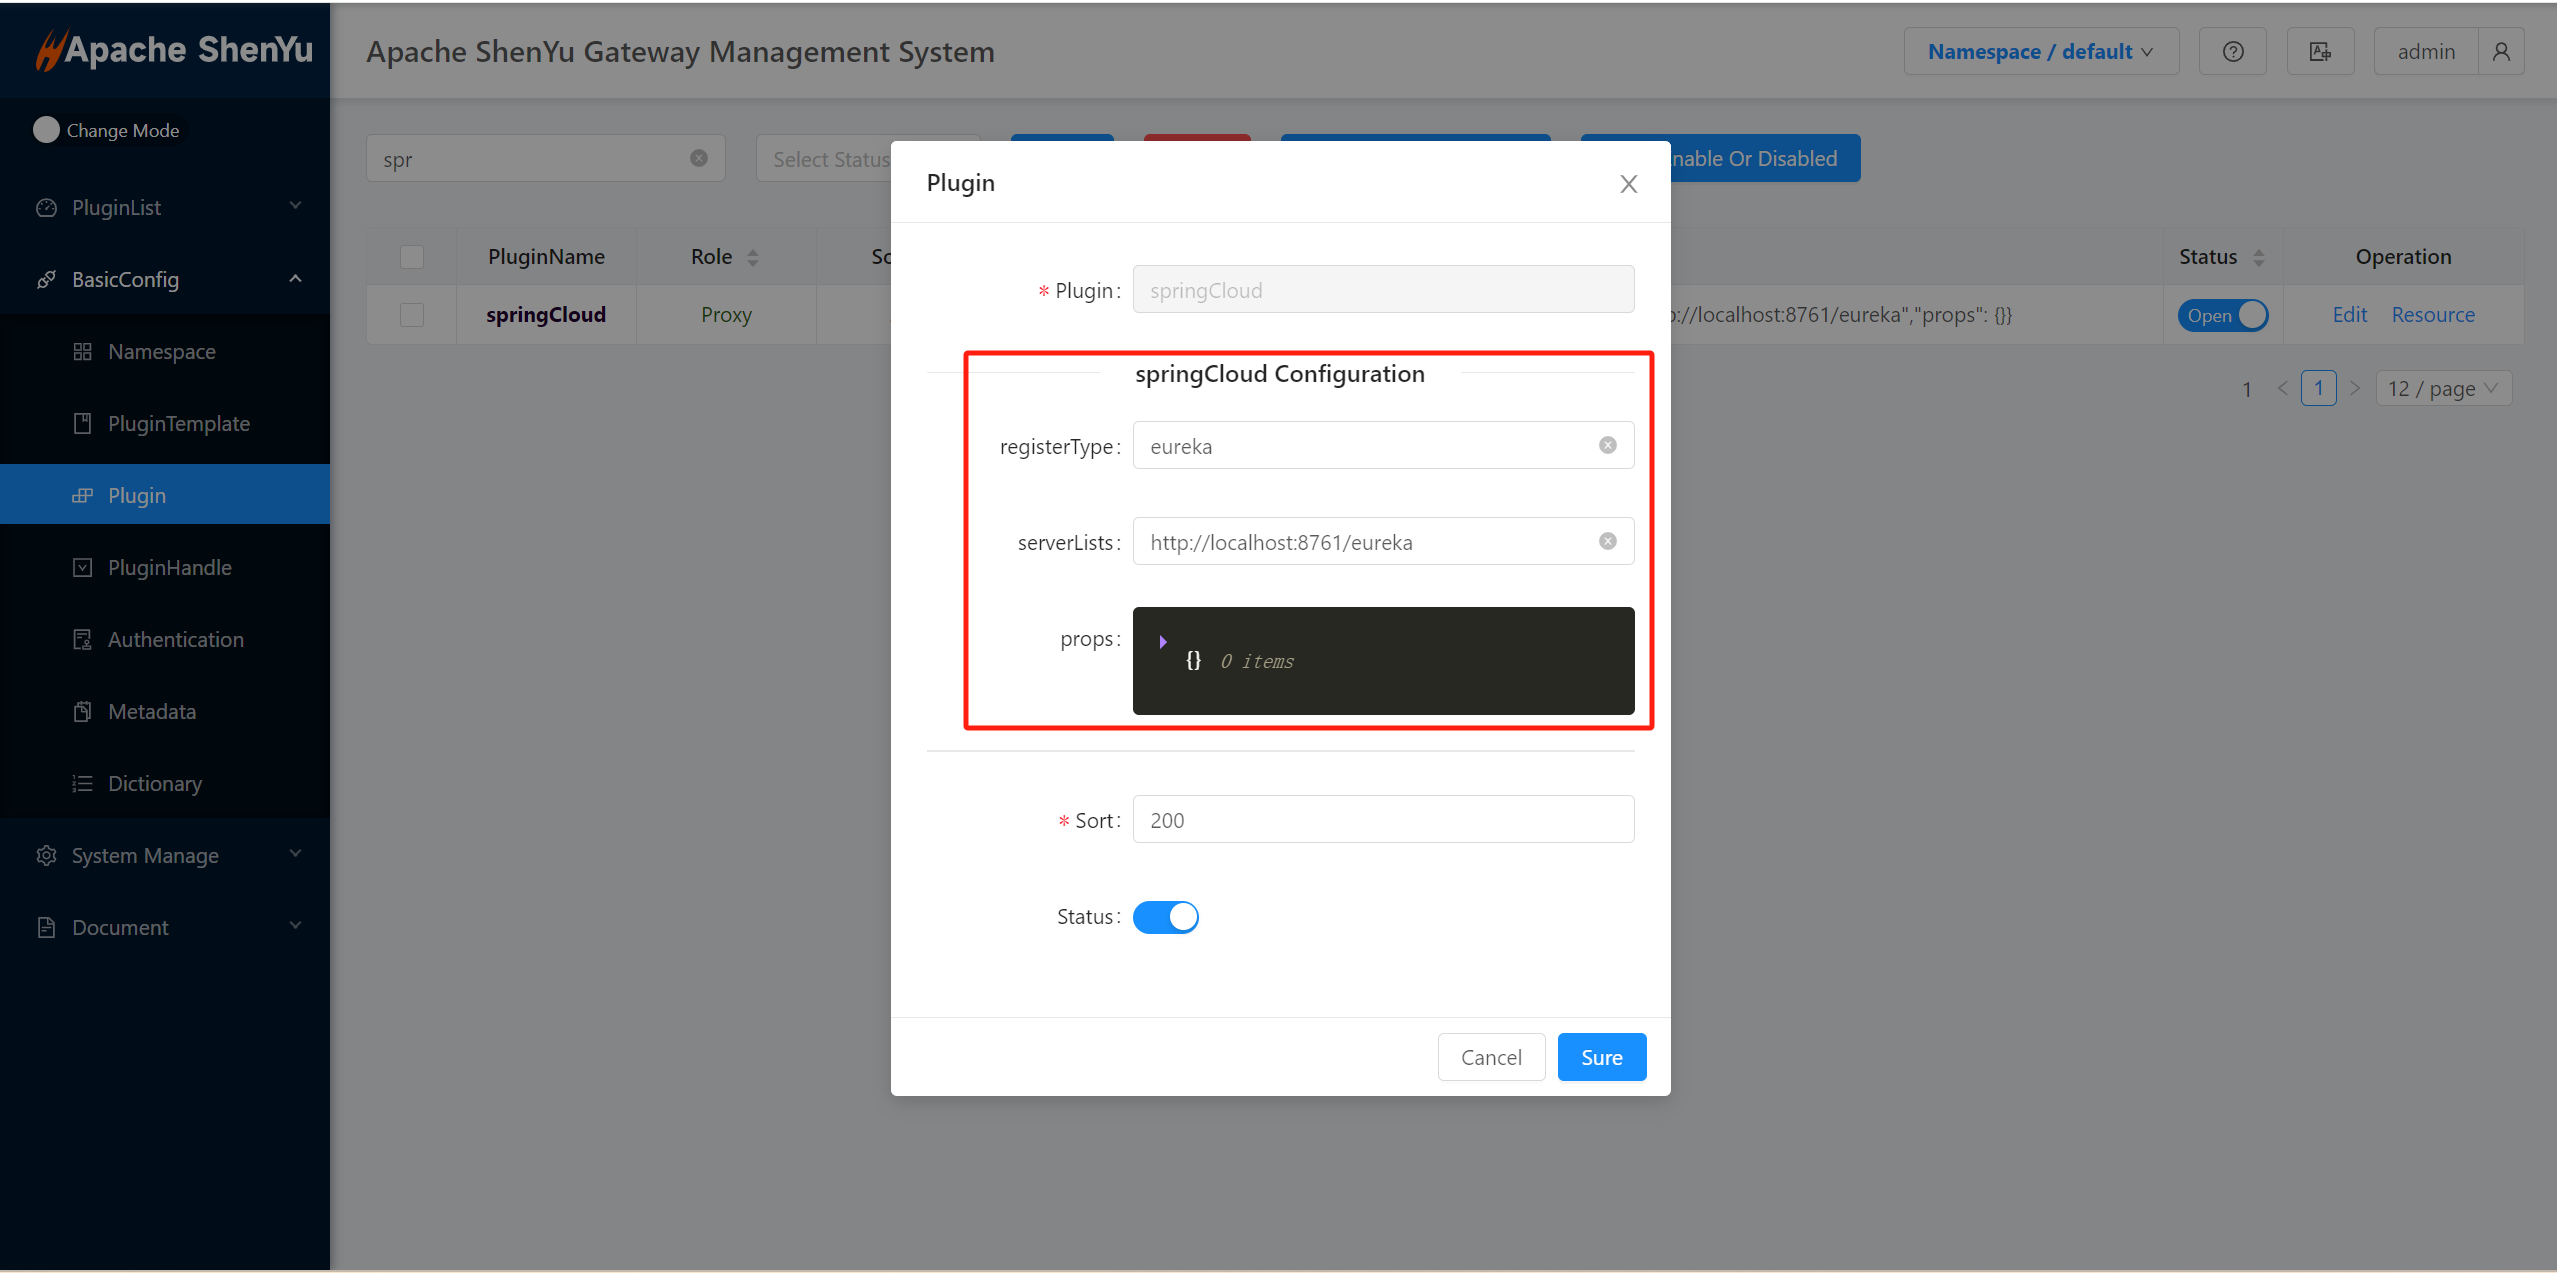 Apache ShenYu
Apache ShenYu Gateway Management System
Namespace / default
admin
Change Mode
spr
Select Status
nable Or Disabled
PluginList
BasicConfig
Namespace
PluginTemplate
Plugin
PluginHandle
Authentication
Metadata
Dictionary
System Manage
Document
PluginName
Role
So
Status
Operation
springCloud
Proxy
://localhost:8761/eureka","props": {}}
Open
Edit
Resource
1
1
12 / page
Plugin
* Plugin:
springCloud
springCloud Configuration
registerType:
eureka
serverLists:
http://localhost:8761/eureka
props:
{} 0 items
* Sort:
200
Status:
Cancel
Sure